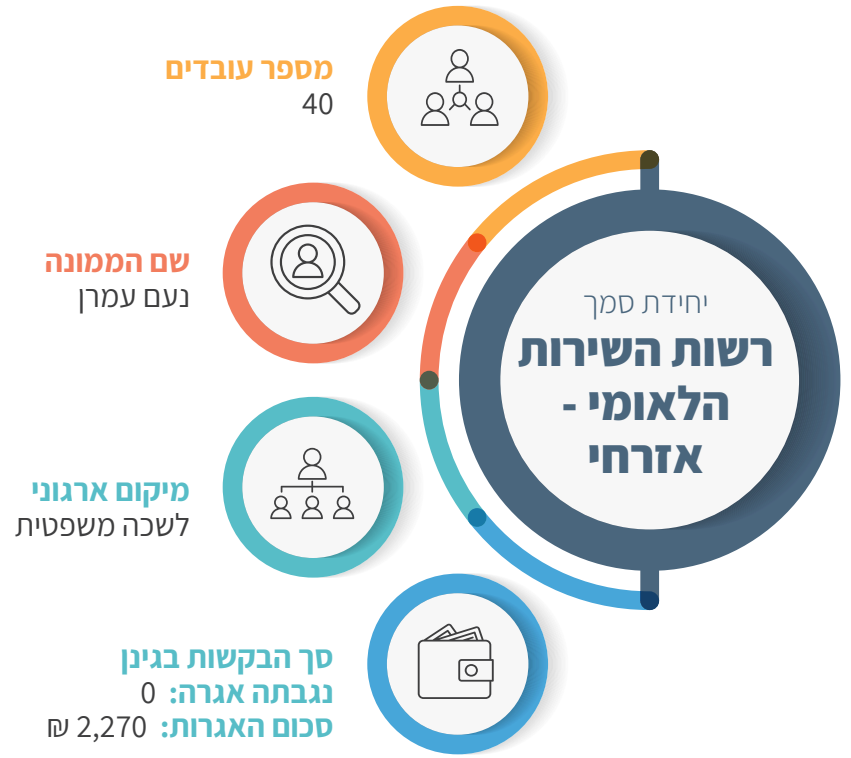 יחידת סמך
רשות השירות
הלאומי -
אזרחי
מספר עובדים
40
שם הממונה
נעם עמרן
מיקום ארגוני
לשכה משפטית
סך הבקשות בגינן
נגבתה אגרה: 0
סכום האגרות: 2,270 ₪